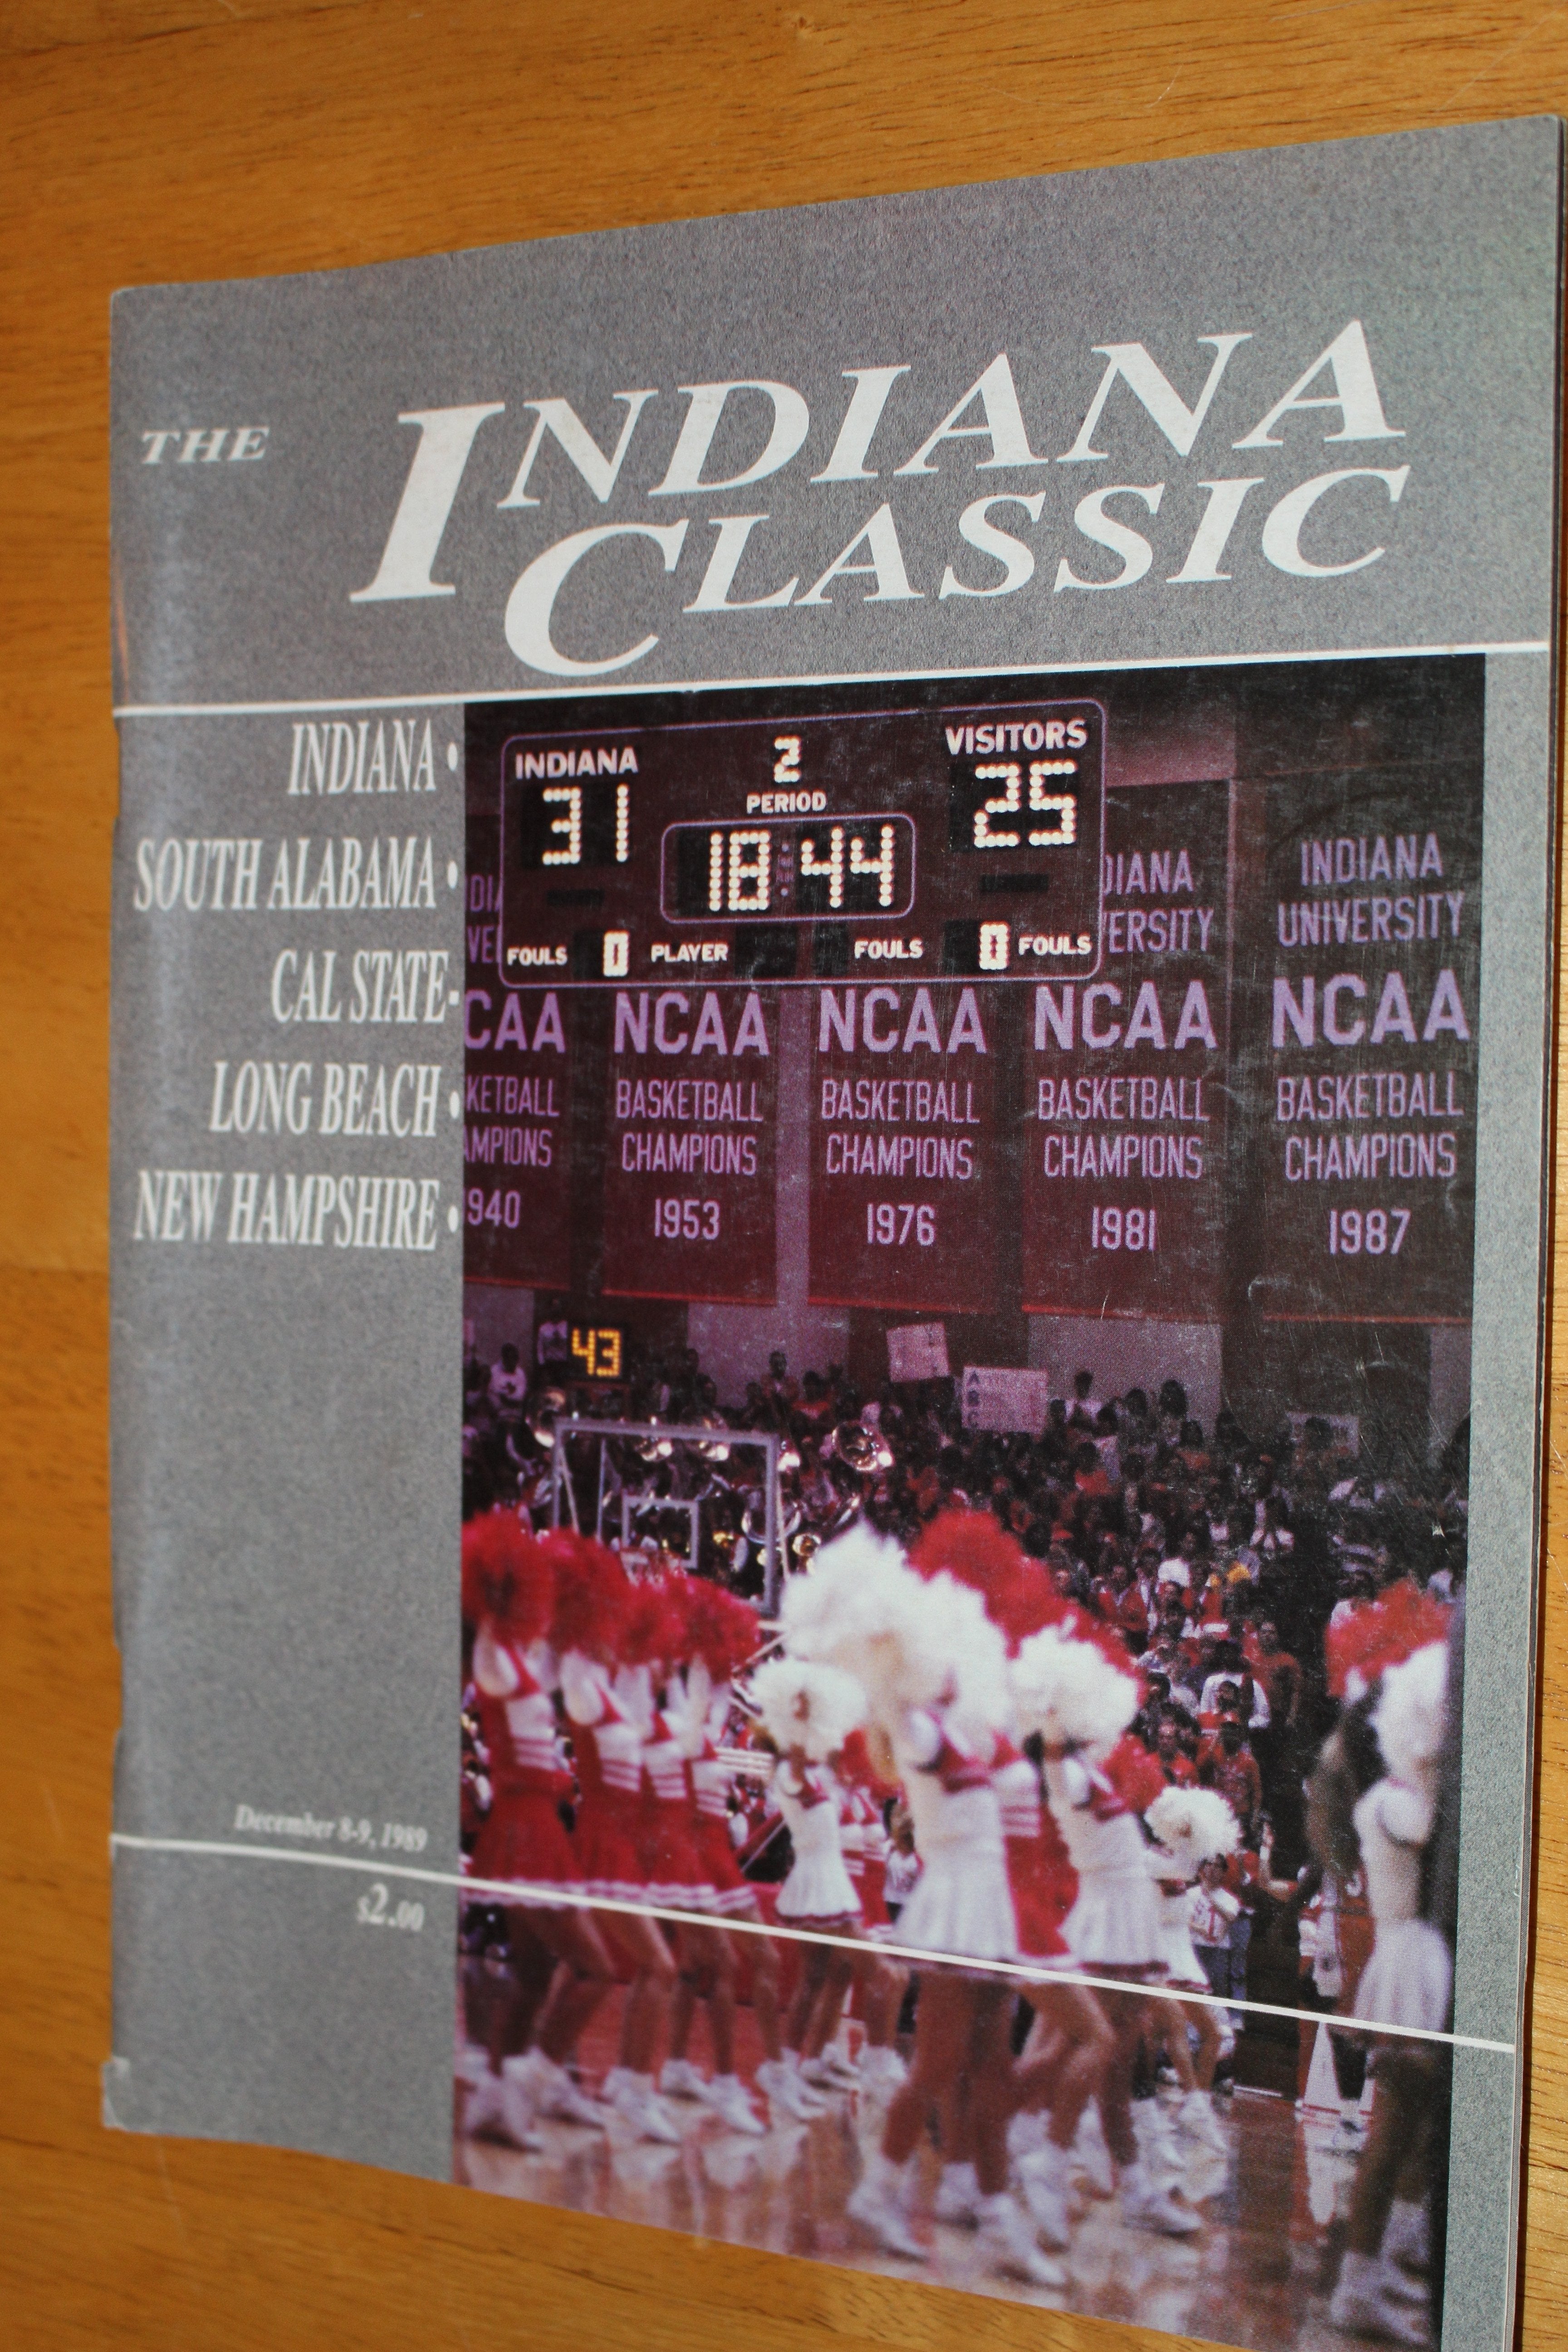 THE
INDIANA
CLASSIC
INDIANA •
SOUTH ALABAMA •
CAL STATE-
LONG BEACH •
NEW HAMPSHIRE •
December 8-9, 1989
$2.00
INDIANA 2 VISITORS
31 PERIOD 25
18:44
FOULS 0 PLAYER FOULS 0 FOULS
DIANA INDIANA
ERSITY UNIVERSITY
CAA NCAA NCAA NCAA NCAA
KETBALL BASKETBALL BASKETBALL BASKETBALL BASKETBALL
AMPIONS CHAMPIONS CHAMPIONS CHAMPIONS CHAMPIONS
940 1953 1976 1981 1987
43
A
B
C